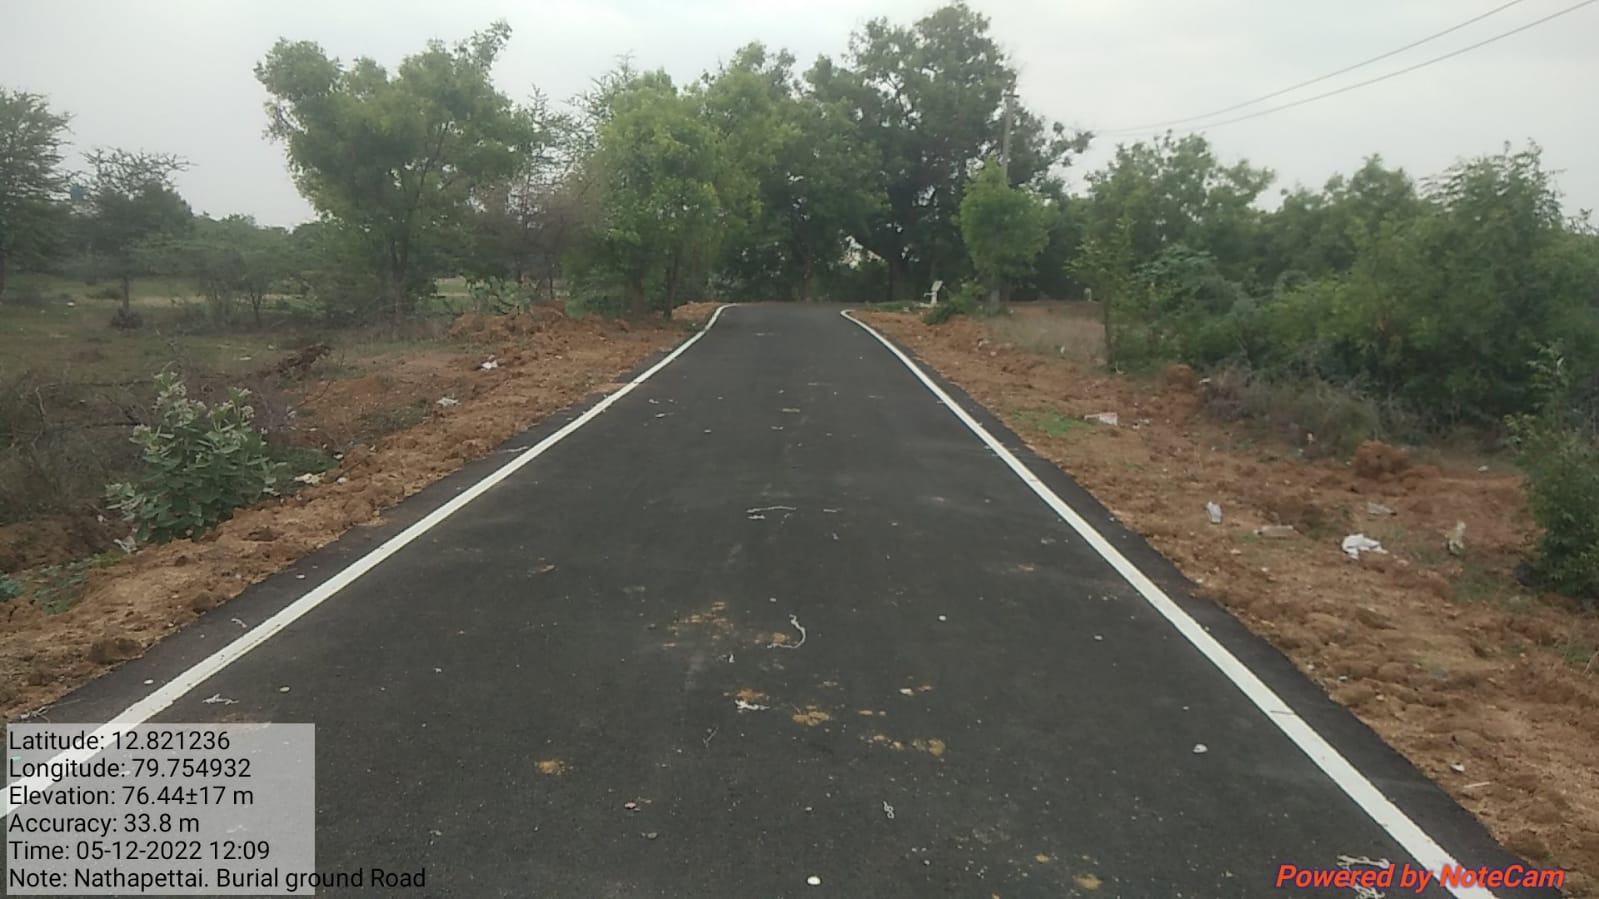 Latitude: 12.821236
Longitude: 79.754932
Elevation: 76.44±17 m
Accuracy: 33.8 m
Time: 05-12-2022 12:09
Note: Nathapettai. Burial ground Road
Powered by NoteCam